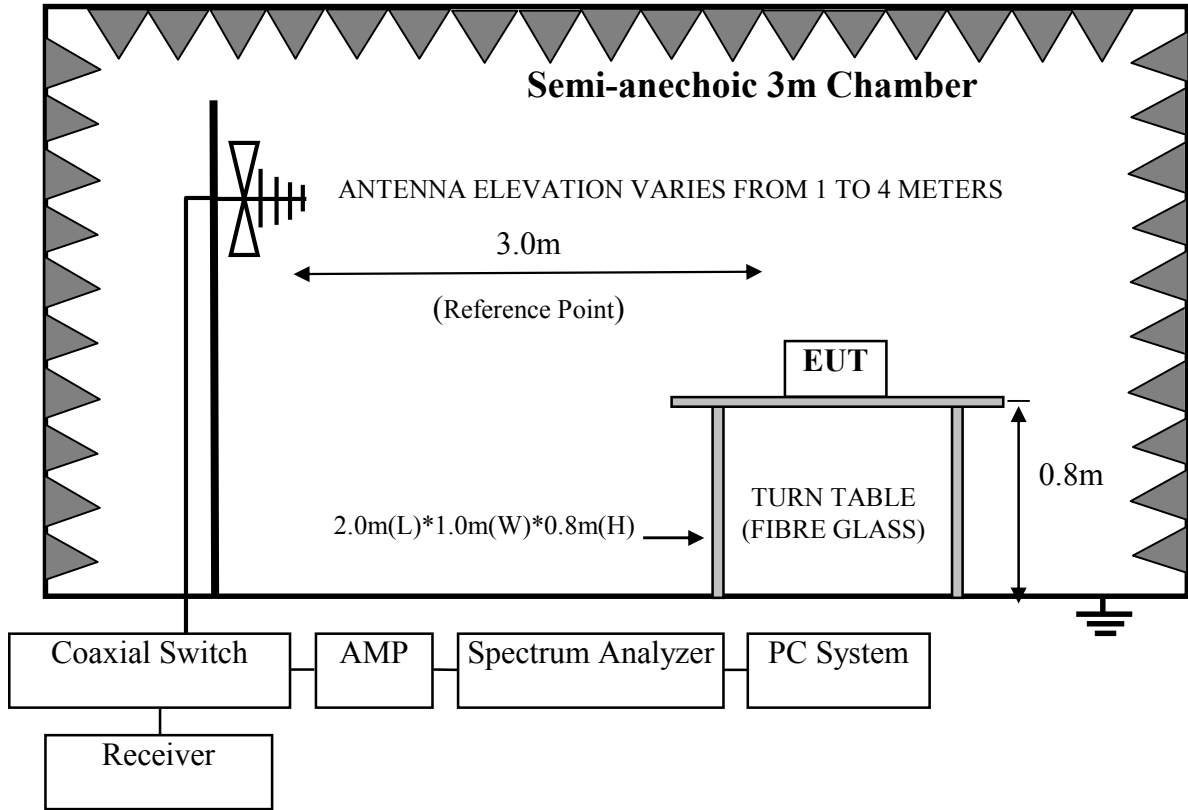 Semi-anechoic 3m Chamber
ANTENNA ELEVATION VARIES FROM 1 TO 4 METERS
3.0m
(Reference Point)
EUT
0.8m
TURN TABLE
(FIBRE GLASS)
2.0m(L)*1.0m(W)*0.8m(H)
Coaxial Switch
AMP
Spectrum Analyzer
PC System
Receiver